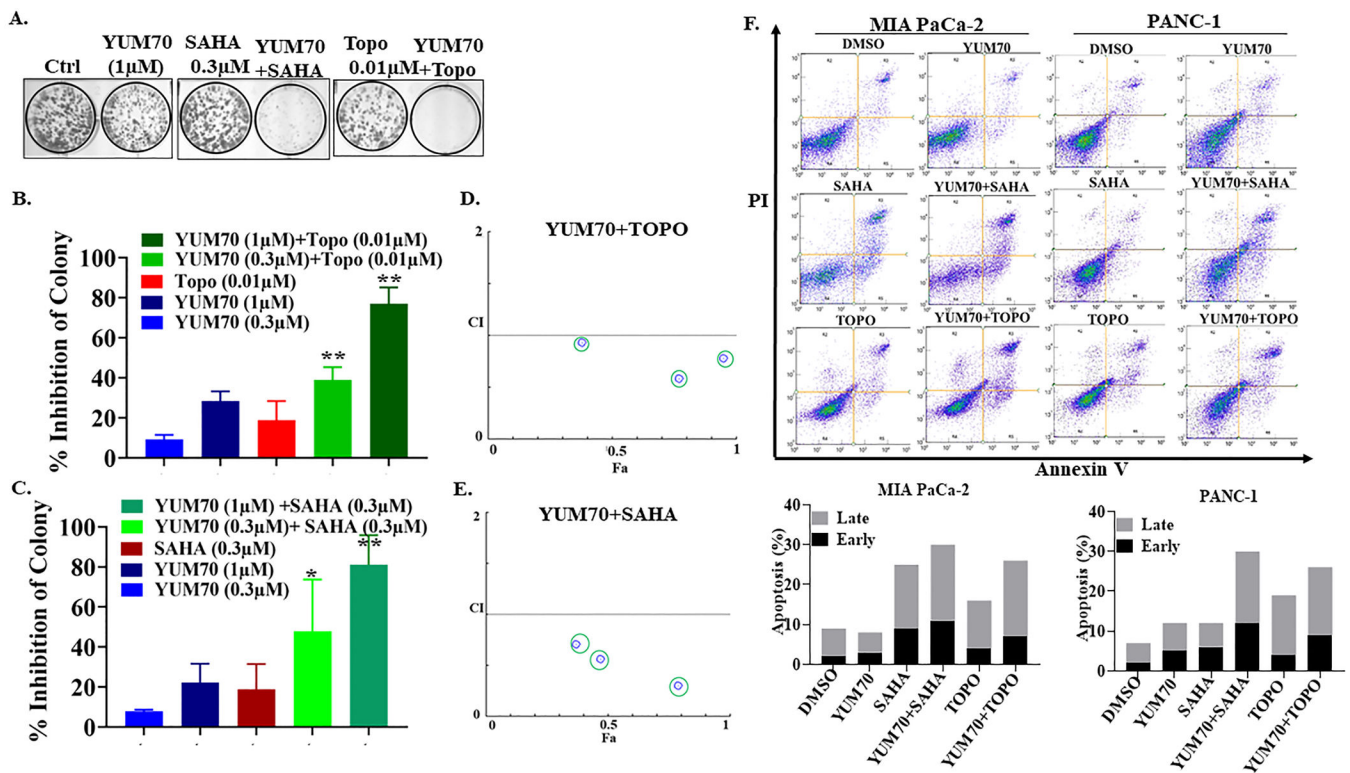 A.
Ctrl
YUM70
(1µM)
SAHA
0.3µM
YUM70
+SAHA
Topo
0.01µM
YUM70
+Topo
B.
% Inhibition of Colony
100
80
60
40
20
0
YUM70 (1µM)+Topo (0.01µM)
YUM70 (0.3µM)+Topo (0.01µM)
Topo (0.01µM)
YUM70 (1µM)
YUM70 (0.3µM)
**
**
C.
% Inhibition of Colony
100
80
60
40
20
0
YUM70 (1µM) +SAHA (0.3µM)
YUM70 (0.3µM)+ SAHA (0.3µM)
SAHA (0.3µM)
YUM70 (1µM)
YUM70 (0.3µM)
*
**
D.
YUM70+TOPO
2
CI
0
0
0.5
1
Fa
E.
YUM70+SAHA
2
CI
0
0
0.5
1
Fa
F.
MIA PaCa-2
PANC-1
DMSO
YUM70
DMSO
YUM70
PI
SAHA
YUM70+SAHA
SAHA
YUM70+SAHA
TOPO
YUM70+TOPO
TOPO
YUM70+TOPO
Annexin V
MIA PaCa-2
Apoptosis (%)
40
30
20
10
0
Late
Early
DMSO
YUM70
SAHA
YUM70+SAHA
TOPO
YUM70+TOPO
PANC-1
Apoptosis (%)
40
30
20
10
0
Late
Early
DMSO
YUM70
SAHA
YUM70+SAHA
TOPO
YUM70+TOPO